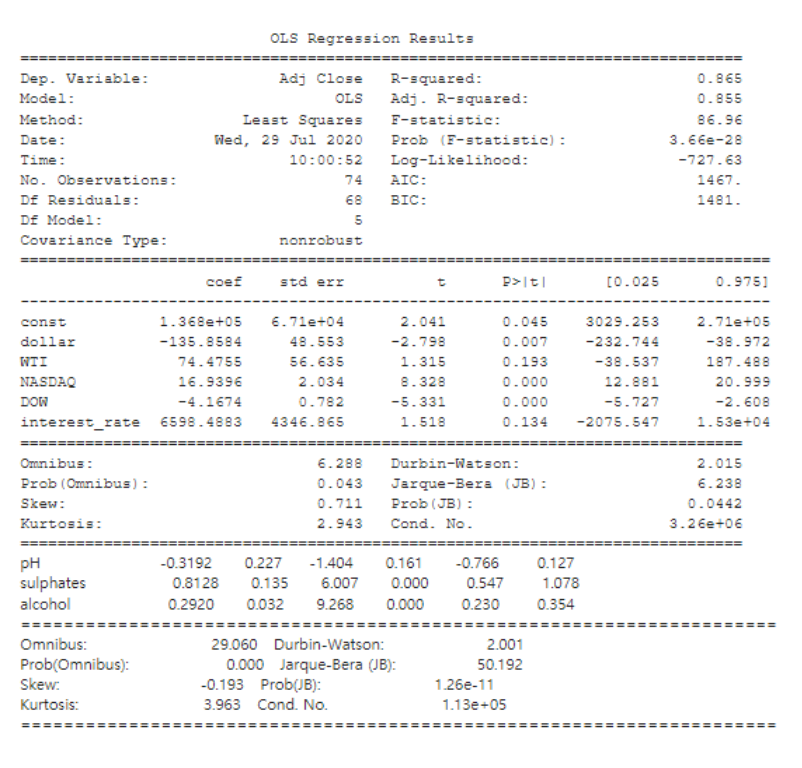 OLS Regression Results
==============================================================================
Dep. Variable: Adj Close R-squared: 0.865
Model: OLS Adj. R-squared: 0.855
Method: Least Squares F-statistic: 86.96
Date: Wed, 29 Jul 2020 Prob (F-statistic): 3.66e-28
Time: 10:00:52 Log-Likelihood: -727.63
No. Observations: 74 AIC: 1467.
Df Residuals: 68 BIC: 1481.
Df Model: 5
Covariance Type: nonrobust
=================================================================================
coef std err t P>|t| [0.025 0.975]
---------------------------------------------------------------------------------
const 1.368e+05 6.71e+04 2.041 0.045 3029.253 2.71e+05
dollar -135.8584 48.553 -2.798 0.007 -232.744 -38.972
WTI 74.4755 56.635 1.315 0.193 -38.537 187.488
NASDAQ 16.9396 2.034 8.328 0.000 12.881 20.999
DOW -4.1674 0.782 -5.331 0.000 -5.727 -2.608
interest_rate 6598.4883 4346.865 1.518 0.134 -2075.547 1.53e+04
==============================================================================
Omnibus: 6.288 Durbin-Watson: 2.015
Prob(Omnibus): 0.043 Jarque-Bera (JB): 6.238
Skew: 0.711 Prob(JB): 0.0442
Kurtosis: 2.943 Cond. No. 3.26e+06
==============================================================================
pH -0.3192 0.227 -1.404 0.161 -0.766 0.127
sulphates 0.8128 0.135 6.007 0.000 0.547 1.078
alcohol 0.2920 0.032 9.268 0.000 0.230 0.354
==============================================================================
Omnibus: 29.060 Durbin-Watson: 2.001
Prob(Omnibus): 0.000 Jarque-Bera (JB): 50.192
Skew: -0.193 Prob(JB): 1.26e-11
Kurtosis: 3.963 Cond. No. 1.13e+05
==============================================================================